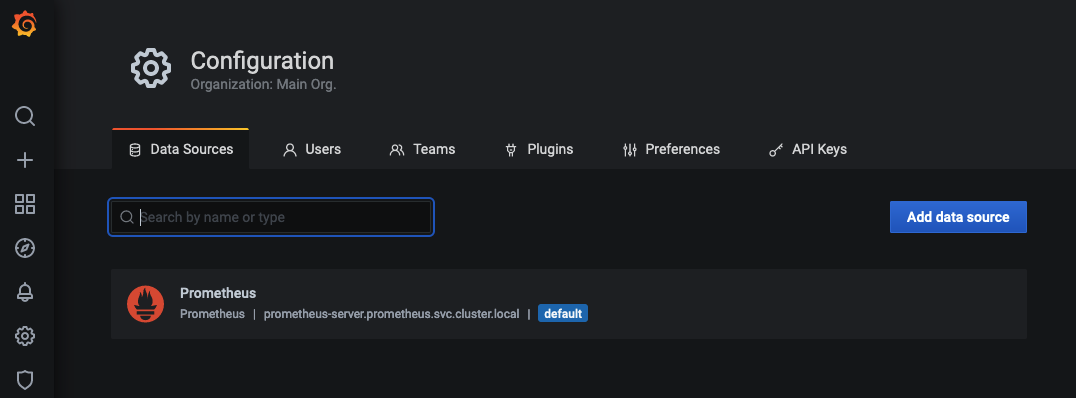 Configuration
Organization: Main Org.
Data Sources Users Teams Plugins Preferences API Keys
Search by name or type Add data source
Prometheus
Prometheus | prometheus-server.prometheus.svc.cluster.local | default